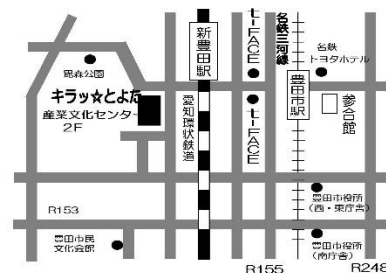 新豊田駅
t-FACE
名鉄三河線
名鉄
トヨタホテル
児ノ口公園
キラッ☆とよた
産業文化センター
2F
愛知環状鉄道
t-FACE
豊田市駅
参合館
R153
豊田市役所
(西・東庁舎)
豊田市民
文化会館
豊田市役所
(南庁舎)
R155
R248